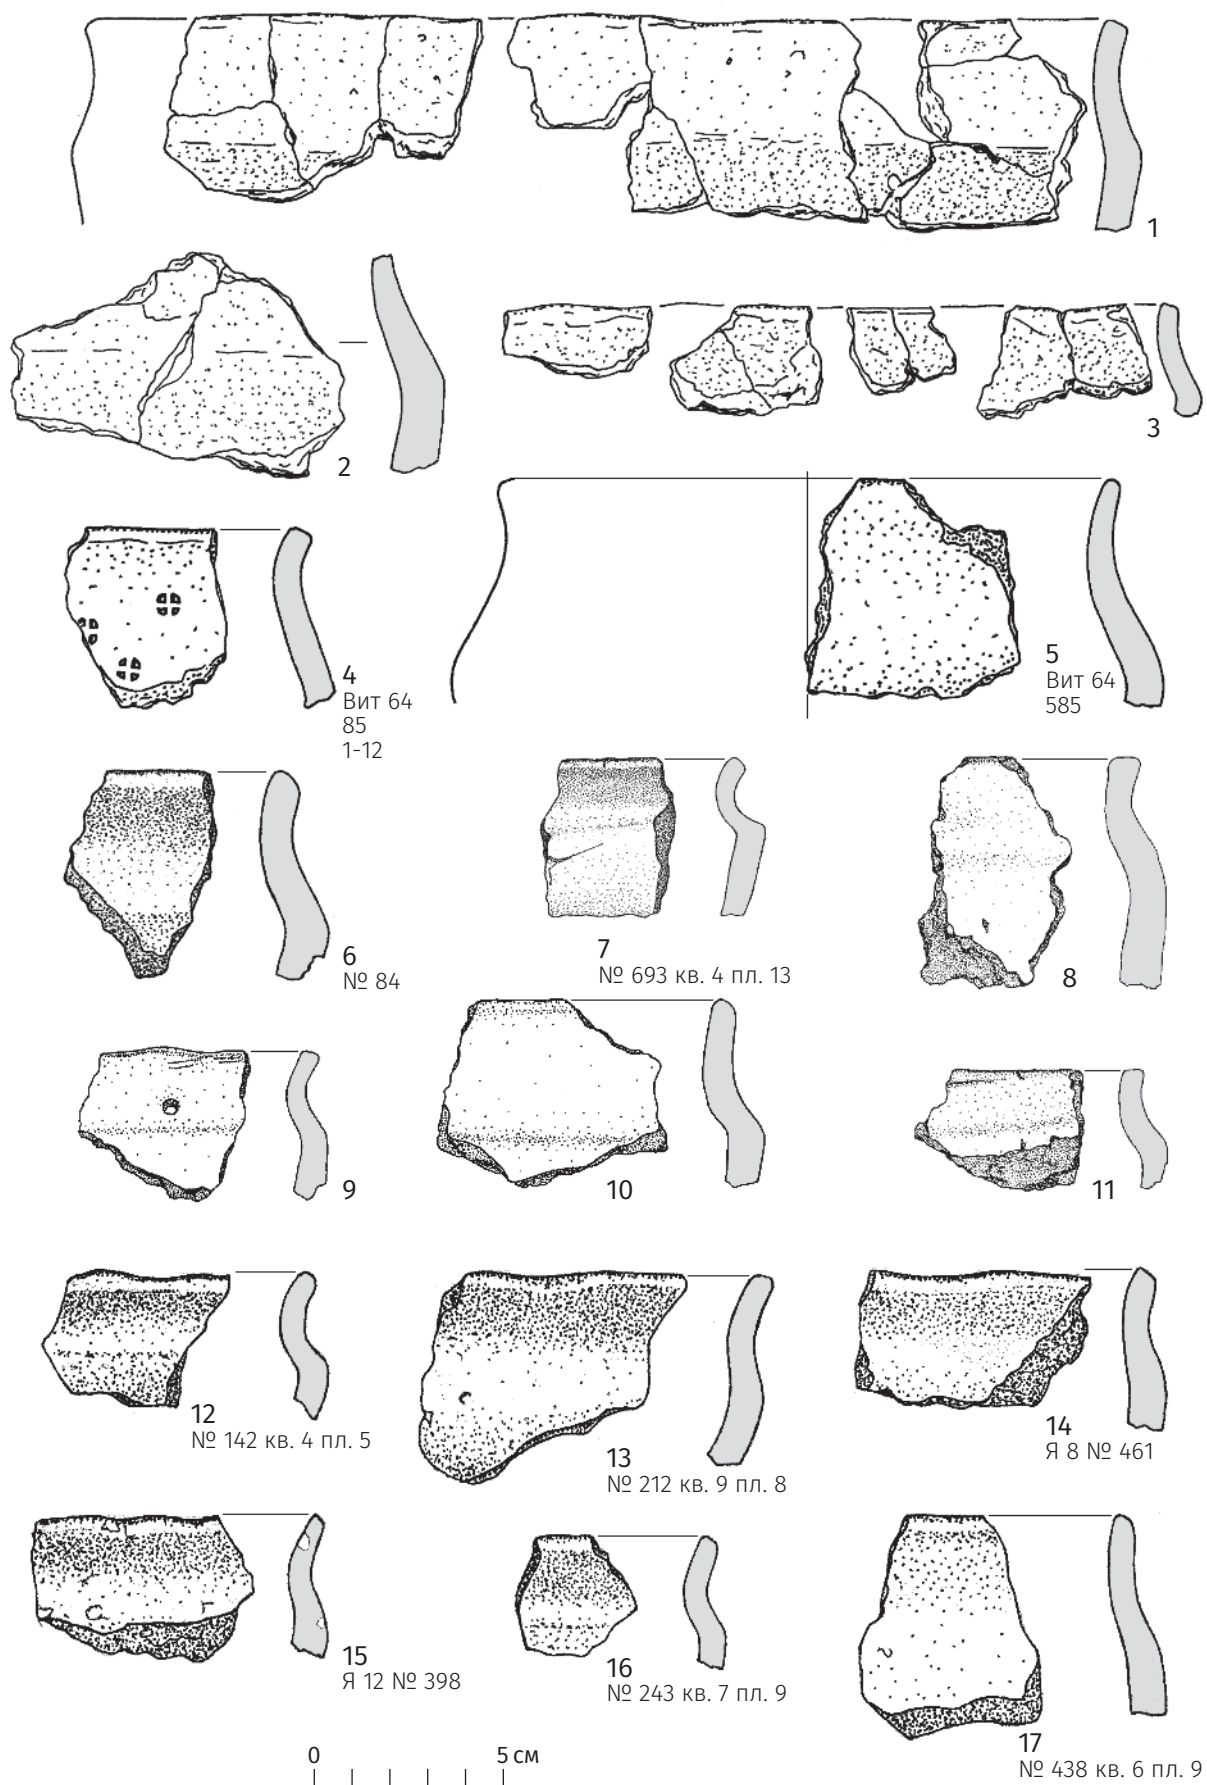 1
2
3
4
Вит 64
85
1-12
5
Вит 64
585
6
№ 84
7
№ 693 кв. 4 пл. 13
8
9
10
11
12
№ 142 кв. 4 пл. 5
13
№ 212 кв. 9 пл. 8
14
Я 8 № 461
15
Я 12 № 398
16
№ 243 кв. 7 пл. 9
17
№ 438 кв. 6 пл. 9
0 5 см